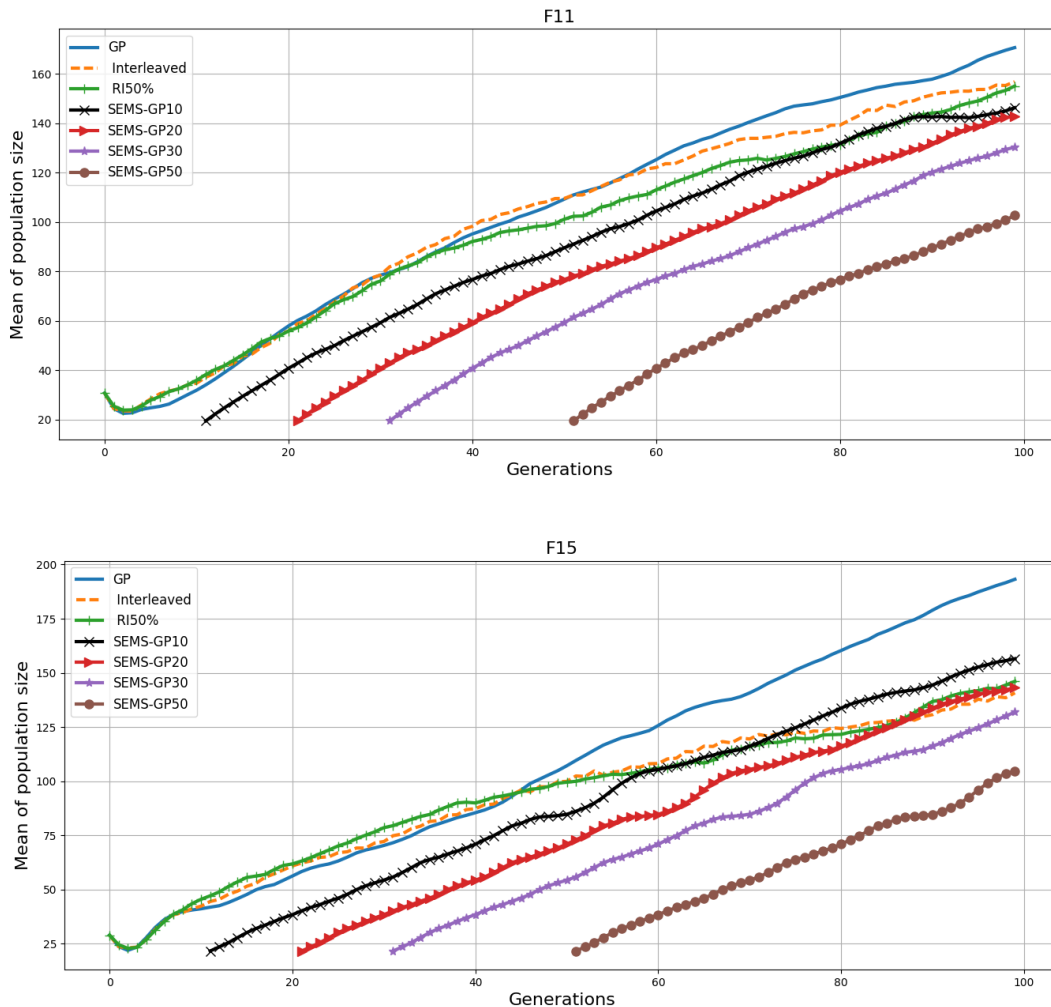 F11
GP
Interleaved
RI50%
SEMS-GP10
SEMS-GP20
SEMS-GP30
SEMS-GP50
Mean of population size
160
140
120
100
80
60
40
20
0 20 40 60 80 100
Generations
F15
GP
Interleaved
RI50%
SEMS-GP10
SEMS-GP20
SEMS-GP30
SEMS-GP50
Mean of population size
200
175
150
125
100
75
50
25
0 20 40 60 80 100
Generations